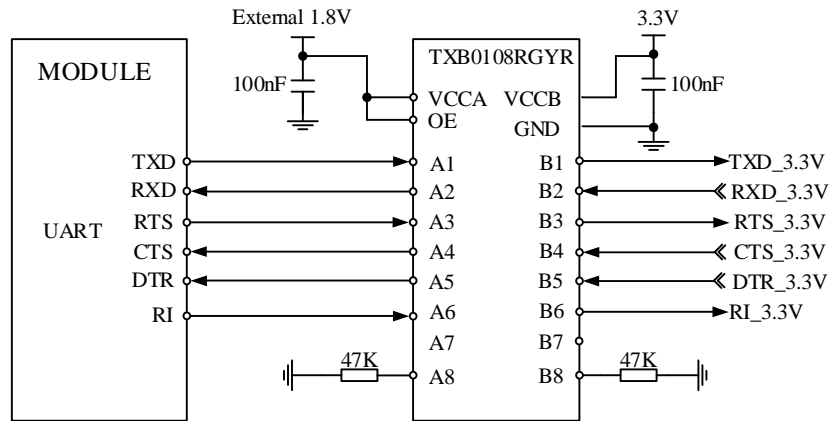 External 1.8V
3.3V
TXB0108RGYR
MODULE
100nF
VCCA
VCCB
100nF
OE
GND
TXD
A1
B1
TXD_3.3V
RXD
A2
B2
RXD_3.3V
UART
RTS
A3
B3
RTS_3.3V
CTS
A4
B4
CTS_3.3V
DTR
A5
B5
DTR_3.3V
RI
A6
B6
RI_3.3V
A7
B7
47K
A8
B8
47K